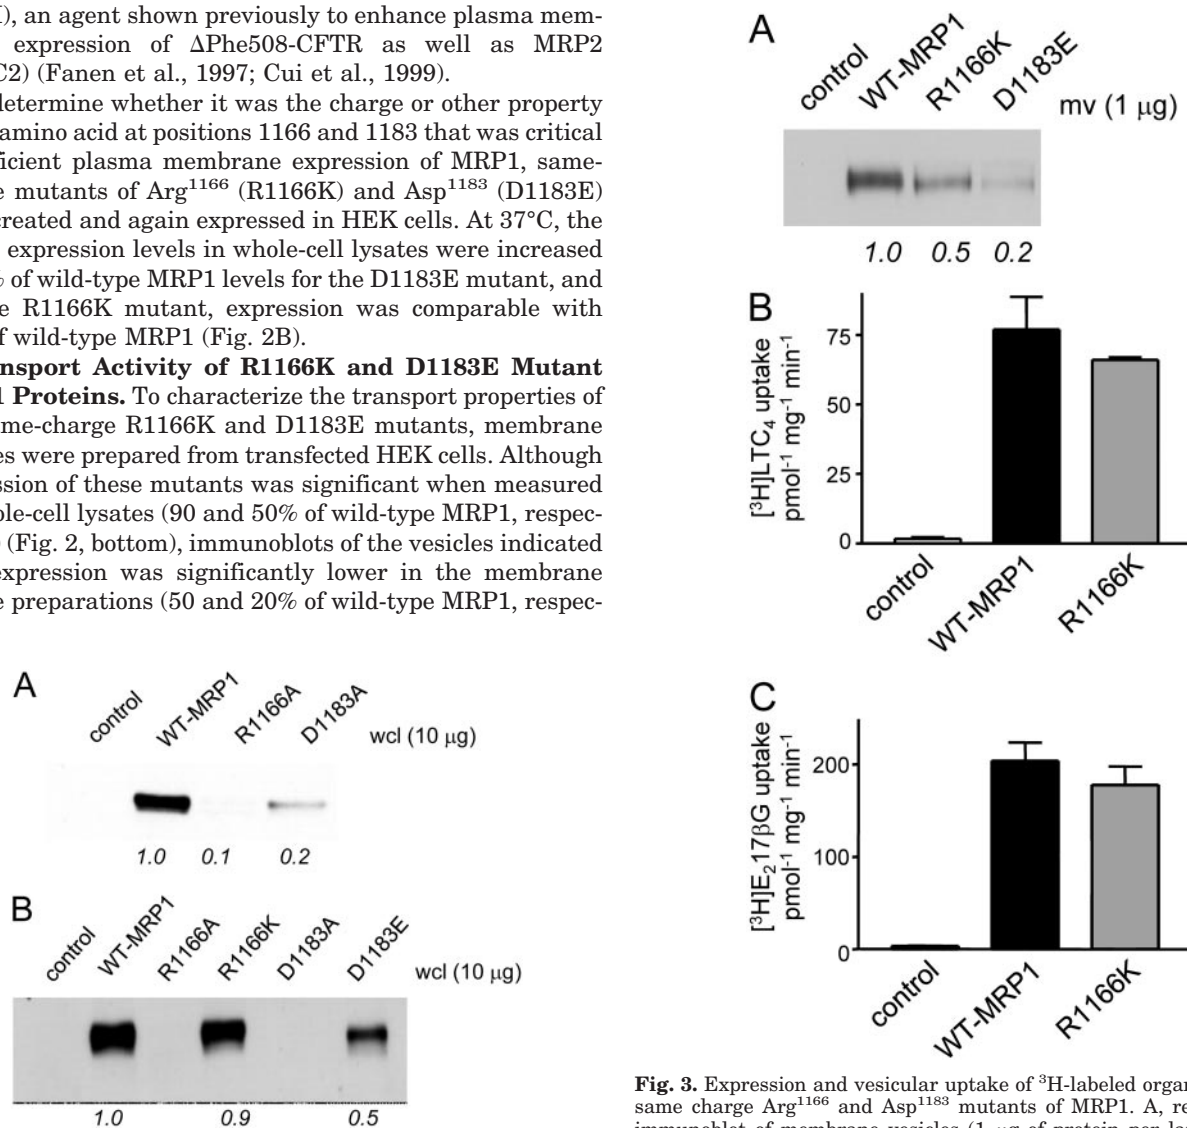 ), an agent shown previously to enhance plasma mem-
expression of ΔPhe508-CFTR as well as MRP2
C2) (Fanen et al., 1997; Cui et al., 1999).
determine whether it was the charge or other property
amino acid at positions 1166 and 1183 that was critical
ficient plasma membrane expression of MRP1, same-
e mutants of Arg¹¹⁶⁶ (R1166K) and Asp¹¹⁸³ (D1183E)
created and again expressed in HEK cells. At 37°C, the
expression levels in whole-cell lysates were increased
% of wild-type MRP1 levels for the D1183E mutant, and
e R1166K mutant, expression was comparable with
f wild-type MRP1 (Fig. 2B).
nsport Activity of R1166K and D1183E Mutant
1 Proteins. To characterize the transport properties of
me-charge R1166K and D1183E mutants, membrane
es were prepared from transfected HEK cells. Although
ssion of these mutants was significant when measured
ole-cell lysates (90 and 50% of wild-type MRP1, respec-
) (Fig. 2, bottom), immunoblots of the vesicles indicated
expression was significantly lower in the membrane
e preparations (50 and 20% of wild-type MRP1, respec-
A
control WT-MRP1 R1166A D1183A wcl (10 μg)
1.0 0.1 0.2
B
control WT-MRP1 R1166A R1166K D1183A D1183E wcl (10 μg)
1.0 0.9 0.5
A
control WT-MRP1 R1166K D1183E mv (1 μg)
1.0 0.5 0.2
B
[³H]LTC₄ uptake
pmol⁻¹ mg⁻¹ min⁻¹
75
50
25
0
control WT-MRP1 R1166K
C
[³H]E₂17βG uptake
pmol⁻¹ mg⁻¹ min⁻¹
200
100
0
control WT-MRP1 R1166K
Fig. 3. Expression and vesicular uptake of ³H-labeled organ
same charge Arg¹¹⁶⁶ and Asp¹¹⁸³ mutants of MRP1. A, re
immunoblot of membrane vesicles (1 μg of protein per la